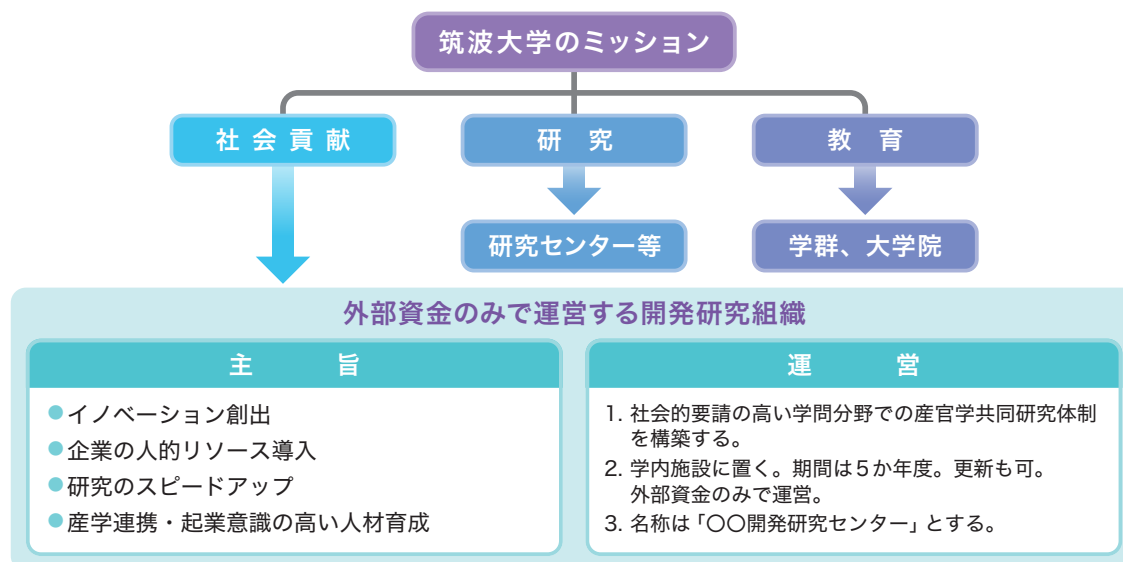 筑波大学のミッション
社会貢献
研究
教育
研究センター等
学群、大学院
外部資金のみで運営する開発研究組織
主旨
●イノベーション創出
●企業の人的リソース導入
●研究のスピードアップ
●産学連携・起業意識の高い人材育成
運営
1. 社会的要請の高い学問分野での産官学共同研究体制
を構築する。
2. 学内施設に置く。期間は5か年度。更新も可。
外部資金のみで運営。
3. 名称は「〇〇開発研究センター」とする。